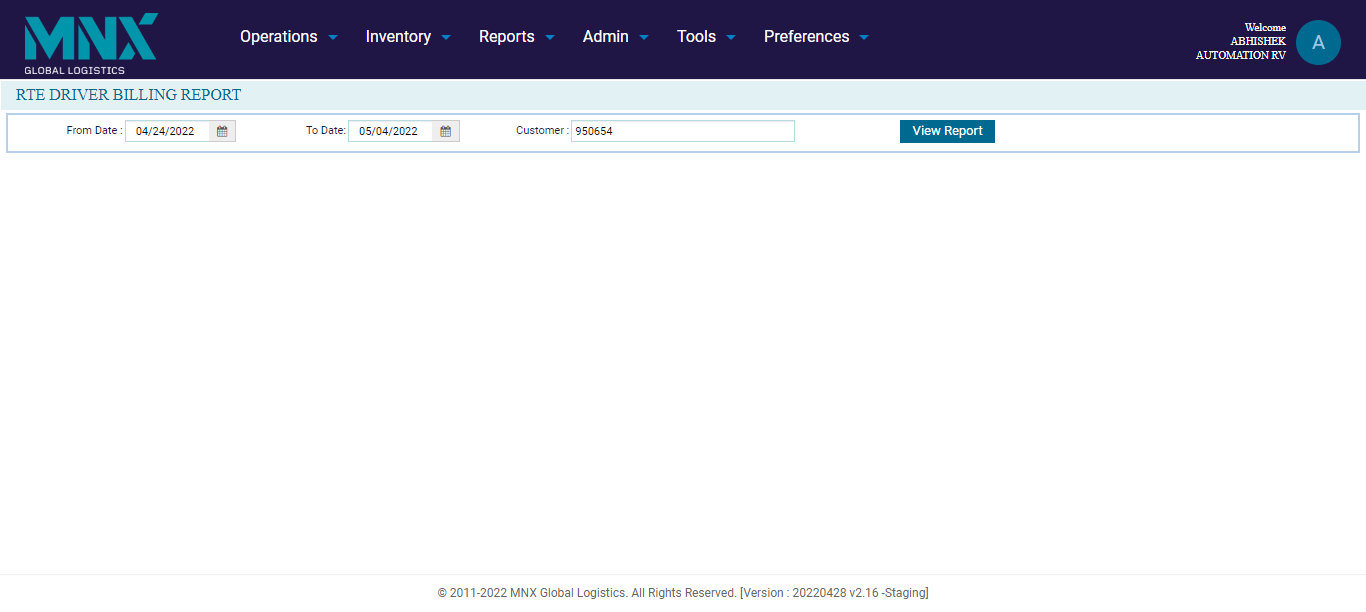 MNX
GLOBAL LOGISTICS
Operations Inventory Reports Admin Tools Preferences
Welcome
ABHISHEK
AUTOMATION RV
A
RTE DRIVER BILLING REPORT
From Date : 04/24/2022 To Date: 05/04/2022 Customer : 950654 View Report
© 2011-2022 MNX Global Logistics. All Rights Reserved. [Version : 20220428 v2.16 -Staging]